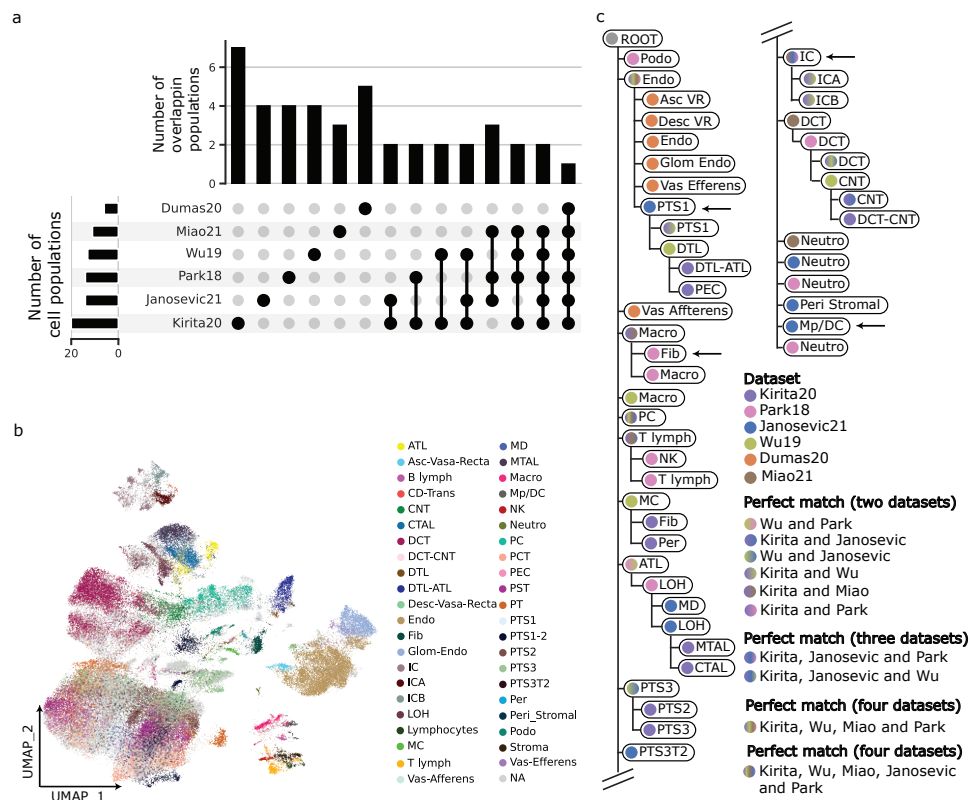 a
Number of
overlappin
populations
6
4
2
0
Number of
cell populations
Dumas20
Miao21
Wu19
Park18
Janosevic21
Kirita20
20
0
b
UMAP_2
UMAP_1
ATL
Asc-Vasa-Recta
B lymph
CD-Trans
CNT
CTAL
DCT
DCT-CNT
DTL
DTL-ATL
Desc-Vasa-Recta
Endo
Fib
Glom-Endo
IC
ICA
ICB
LOH
Lymphocytes
MC
T lymph
Vas-Afferens
MD
MTAL
Macro
Mp/DC
NK
Neutro
PC
PCT
PEC
PST
PT
PTS1
PTS1-2
PTS2
PTS3
PTS3T2
Per
Peri_Stromal
Podo
Stroma
Vas-Efferens
NA
c
ROOT
Podo
Endo
Asc VR
Desc VR
Endo
Glom Endo
Vas Efferens
PTS1
PTS1
DTL
DTL-ATL
PEC
Vas Affterens
Macro
Fib
Macro
Macro
PC
T lymph
NK
T lymph
MC
Fib
Per
ATL
LOH
MD
LOH
MTAL
CTAL
PTS3
PTS2
PTS3
PTS3T2
IC
ICA
ICB
DCT
DCT
DCT
CNT
CNT
DCT-CNT
Neutro
Neutro
Neutro
Peri Stromal
Mp/DC
Neutro
Dataset
Kirita20
Park18
Janosevic21
Wu19
Dumas20
Miao21
Perfect match (two datasets)
Wu and Park
Kirita and Janosevic
Wu and Janosevic
Kirita and Wu
Kirita and Miao
Kirita and Park
Perfect match (three datasets)
Kirita, Janosevic and Park
Kirita, Janosevic and Wu
Perfect match (four datasets)
Kirita, Wu, Miao and Park
Perfect match (four datasets)
Kirita, Wu, Miao, Janosevic
and Park